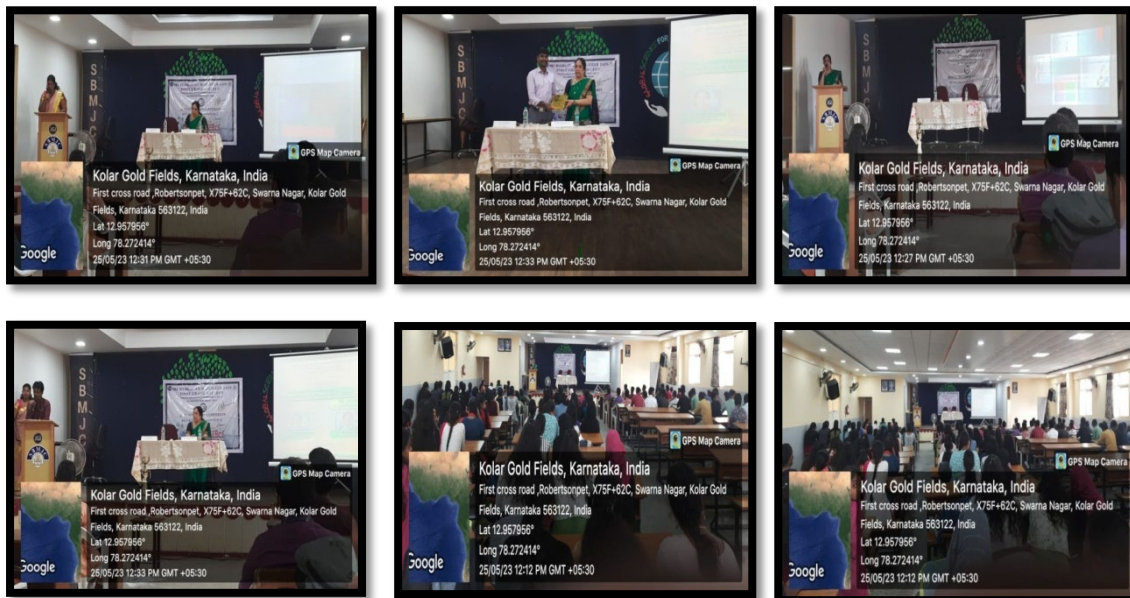 SBMJC
GPS Map Camera
Kolar Gold Fields, Karnataka, India
First cross road ,Robertsonpet, X75F+62C, Swarna Nagar, Kolar Gold
Fields, Karnataka 563122, India
Lat 12.957956°
Long 78.272414°
25/05/23 12:31 PM GMT +05:30
Google
SBMJC
GPS Map Camera
Kolar Gold Fields, Karnataka, India
First cross road ,Robertsonpet, X75F+62C, Swarna Nagar, Kolar Gold
Fields, Karnataka 563122, India
Lat 12.957956°
Long 78.272414°
25/05/23 12:33 PM GMT +05:30
Google
SBMJC
GPS Map Camera
Kolar Gold Fields, Karnataka, India
First cross road ,Robertsonpet, X75F+62C, Swarna Nagar, Kolar Gold
Fields, Karnataka 563122, India
Lat 12.957956°
Long 78.272414°
25/05/23 12:27 PM GMT +05:30
Google
SBMJC
GPS Map Camera
Kolar Gold Fields, Karnataka, India
First cross road ,Robertsonpet, X75F+62C, Swarna Nagar, Kolar Gold
Fields, Karnataka 563122, India
Lat 12.957956°
Long 78.272414°
25/05/23 12:33 PM GMT +05:30
Google
GPS Map Camera
Kolar Gold Fields, Karnataka, India
First cross road ,Robertsonpet, X75F+62C, Swarna Nagar, Kolar Gold
Fields, Karnataka 563122, India
Lat 12.957956°
Long 78.272414°
25/05/23 12:12 PM GMT +05:30
Google
GPS Map Camera
Kolar Gold Fields, Karnataka, India
First cross road ,Robertsonpet, X75F+62C, Swarna Nagar, Kolar Gold
Fields, Karnataka 563122, India
Lat 12.957956°
Long 78.272414°
25/05/23 12:12 PM GMT +05:30
Google